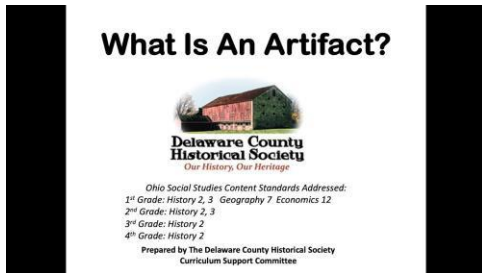 What Is An Artifact?
Delaware County
Historical Society
Our History, Our Heritage
Ohio Social Studies Content Standards Addressed:
1st Grade: History 2, 3 Geography 7 Economics 12
2nd Grade: History 2, 3
3rd Grade: History 2
4th Grade: History 2
Prepared by The Delaware County Historical Society
Curriculum Support Committee